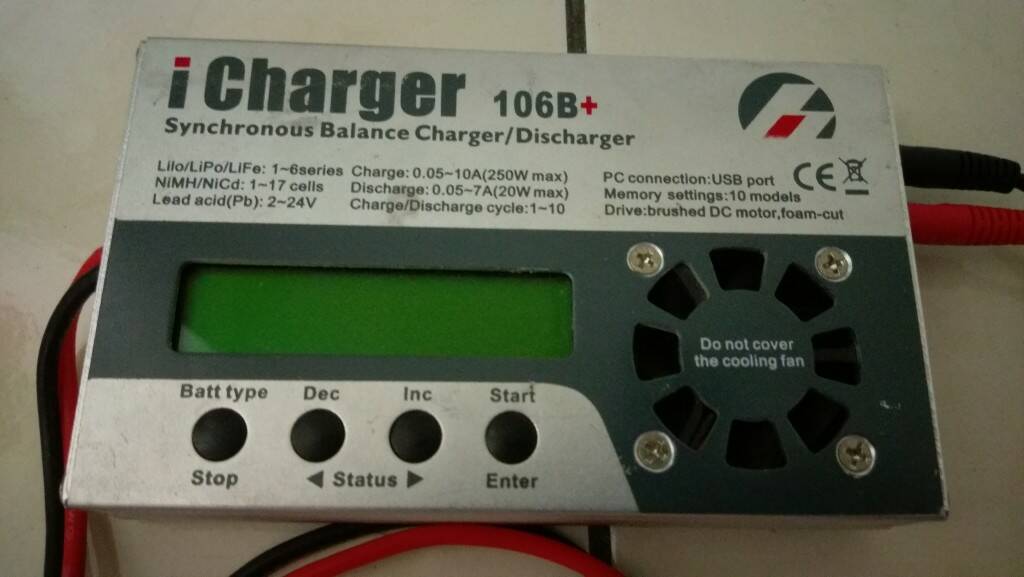 iCharger 106B+
Synchronous Balance Charger/Discharger
LiIo/LiPo/LiFe: 1~6series Charge: 0.05~10A(250W max)
NiMH/NiCd: 1~17 cells Discharge: 0.05~7A(20W max)
Lead acid(Pb): 2~24V Charge/Discharge cycle:1~10
PC connection:USB port
Memory settings:10 models
Drive:brushed DC motor,foam-cut
CE
Do not cover
the cooling fan
Batt type Dec Inc Start
Stop ◀ Status ▶ Enter